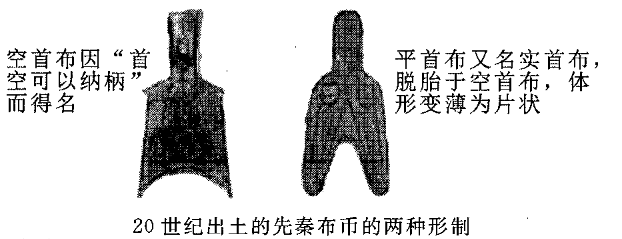 空首布因“首
空可以纳柄”
而得名
平首布又名实首布，
脱胎于空首布，体
形变薄为片状
20世纪出土的先秦布币的两种形制